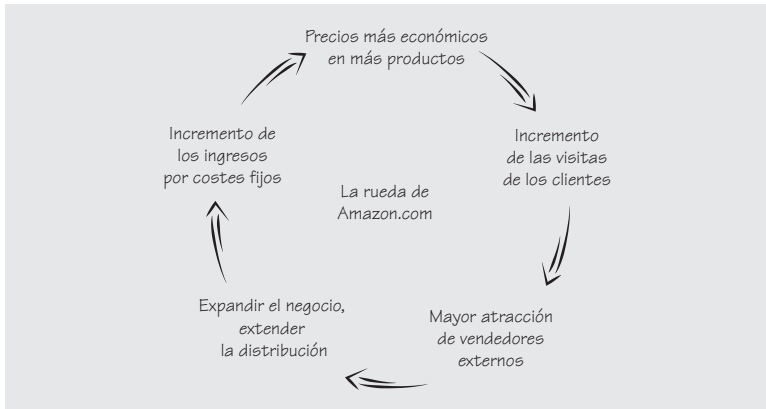 Precios más económicos
en más productos
Incremento
de las visitas
de los clientes
Mayor atracción
de vendedores
externos
Expandir el negocio,
extender
la distribución
Incremento de
los ingresos
por costes fijos
La rueda de
Amazon.com